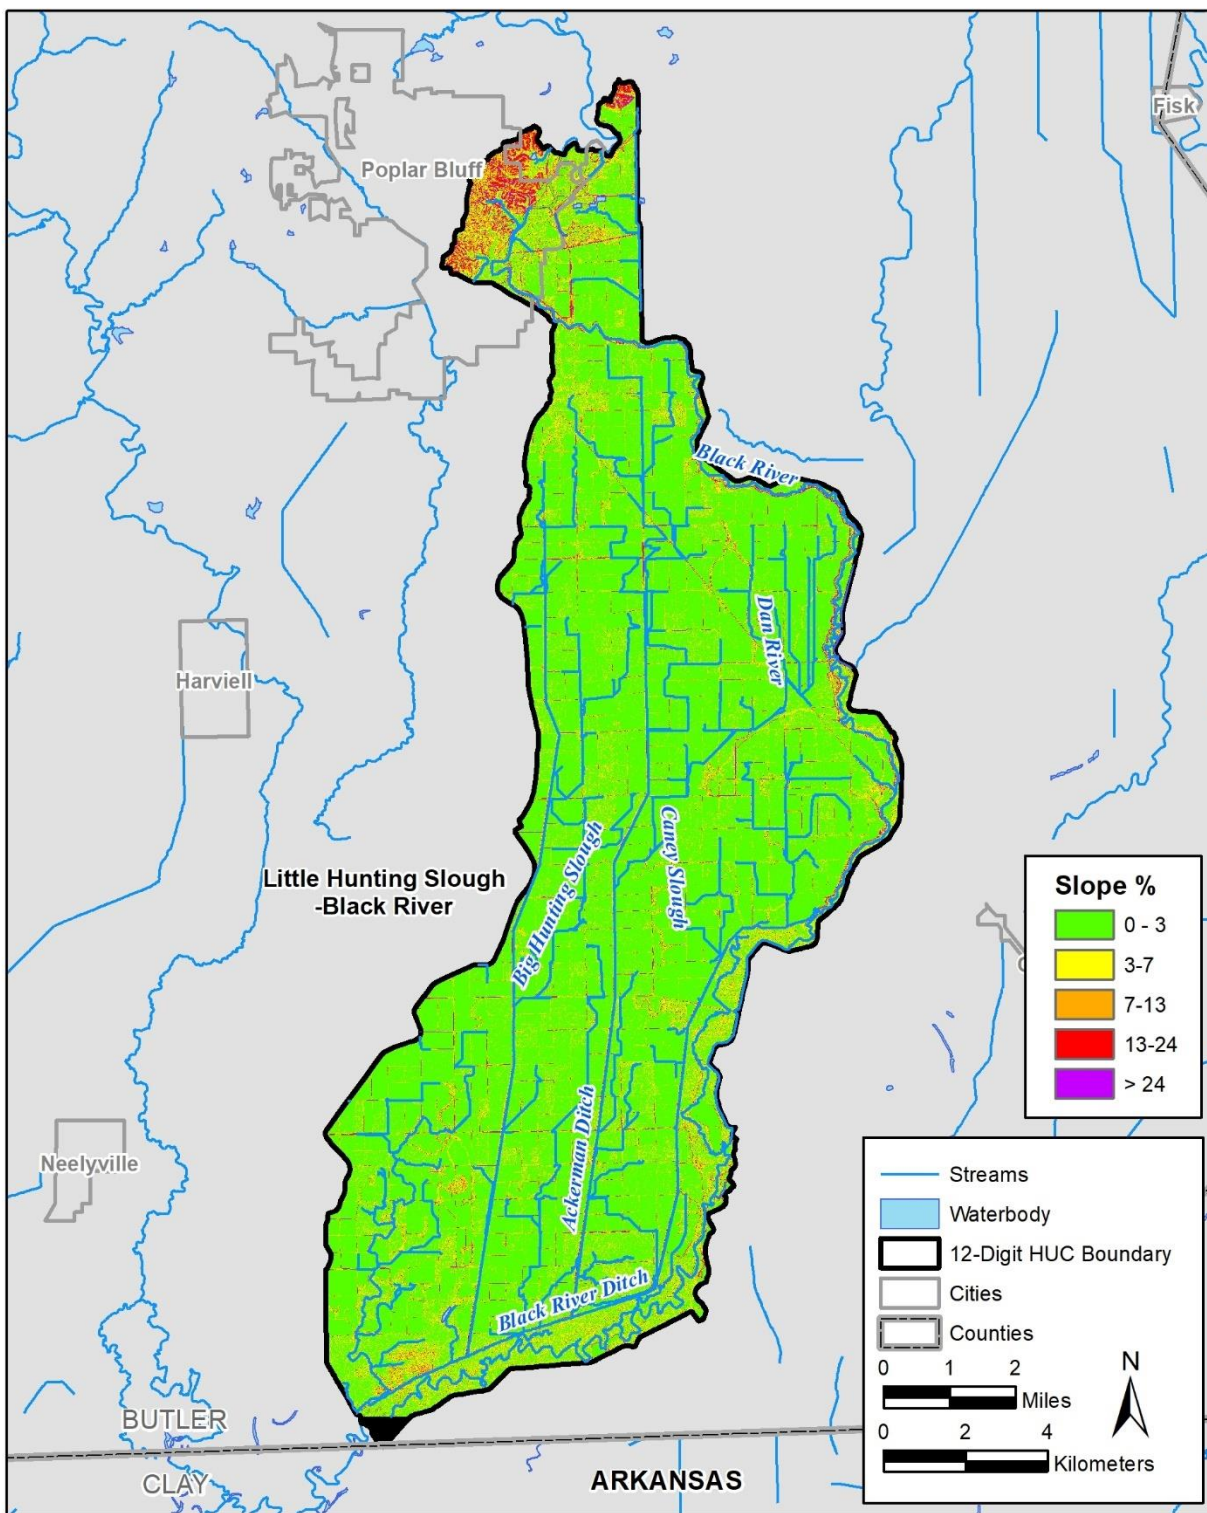 Fisk
Poplar Bluff
Black River
Dan River
Harviell
Big Hunting Slough
Caney Slough
Little Hunting Slough
-Black River
Slope %
0 - 3
3-7
7-13
13-24
> 24
Ackerman Ditch
Neelyville
Black River Ditch
Streams
Waterbody
12-Digit HUC Boundary
Cities
Counties
0 1 2
Miles
N
0 2 4
Kilometers
BUTLER
CLAY
ARKANSAS